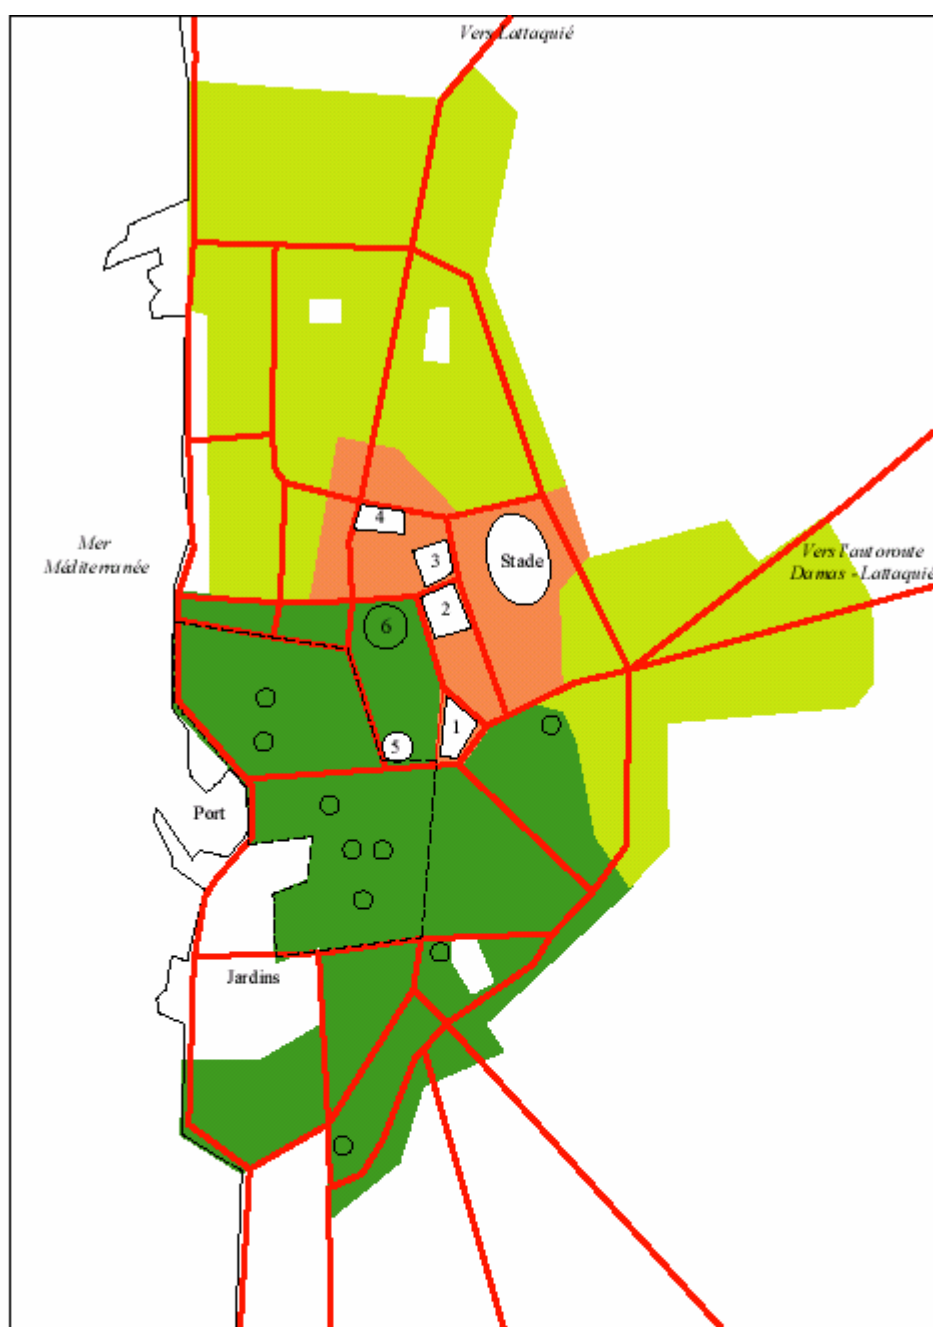 Vers Lattaquié
4
Mer
Méditerranée
3
Stade
Vers l'autoroute
Damas - Lattaquié
2
6
1
5
Port
Jardins